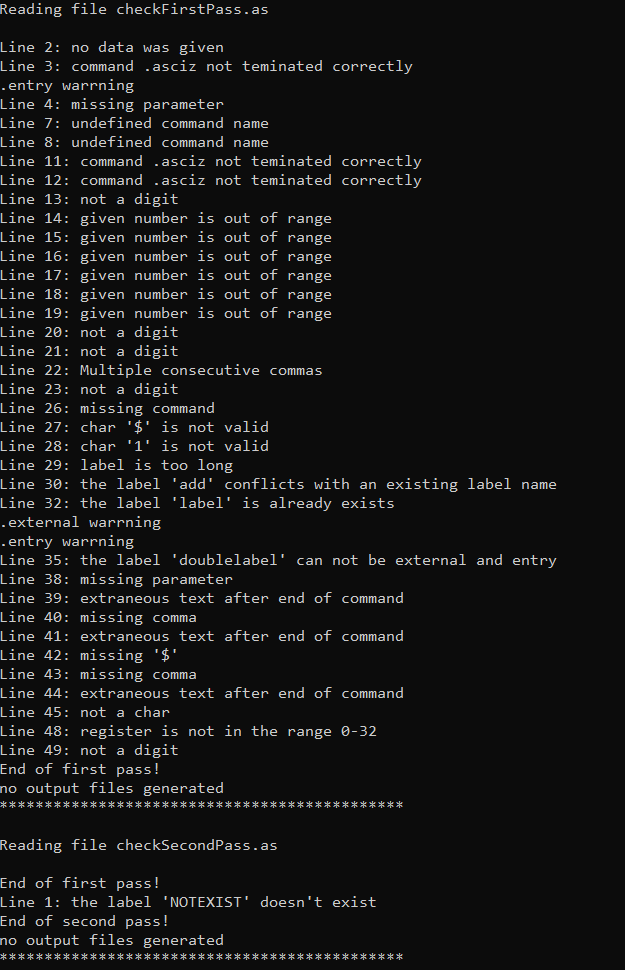 Reading file checkFirstPass.as
Line 2: no data was given
Line 3: command .asciz not teminated correctly
.entry warrning
Line 4: missing parameter
Line 7: undefined command name
Line 8: undefined command name
Line 11: command .asciz not teminated correctly
Line 12: command .asciz not teminated correctly
Line 13: not a digit
Line 14: given number is out of range
Line 15: given number is out of range
Line 16: given number is out of range
Line 17: given number is out of range
Line 18: given number is out of range
Line 19: given number is out of range
Line 20: not a digit
Line 21: not a digit
Line 22: Multiple consecutive commas
Line 23: not a digit
Line 26: missing command
Line 27: char '$' is not valid
Line 28: char '1' is not valid
Line 29: label is too long
Line 30: the label 'add' conflicts with an existing label name
Line 32: the label 'label' is already exists
.external warrning
.entry warrning
Line 35: the label 'doublelabel' can not be external and entry
Line 38: missing parameter
Line 39: extraneous text after end of command
Line 40: missing comma
Line 41: extraneous text after end of command
Line 42: missing '$'
Line 43: missing comma
Line 44: extraneous text after end of command
Line 45: not a char
Line 48: register is not in the range 0-32
Line 49: not a digit
End of first pass!
no output files generated
*********************************************
Reading file checkSecondPass.as
End of first pass!
Line 1: the label 'NOTEXIST' doesn't exist
End of second pass!
no output files generated
*********************************************